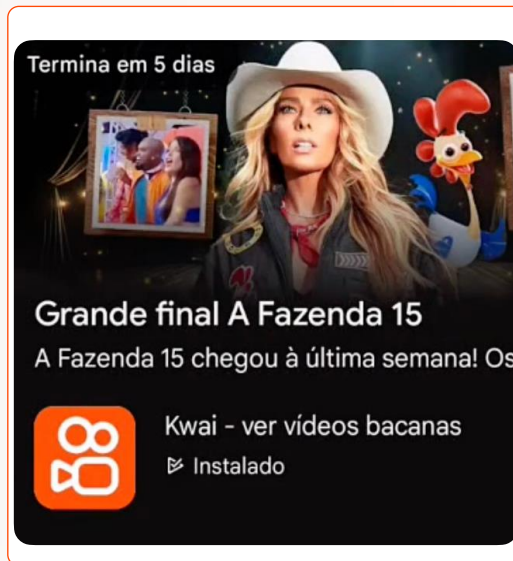 Termina em 5 dias
Grande final A Fazenda 15
A Fazenda 15 chegou à última semana! Os
Kwai - ver vídeos bacanas
Instalado